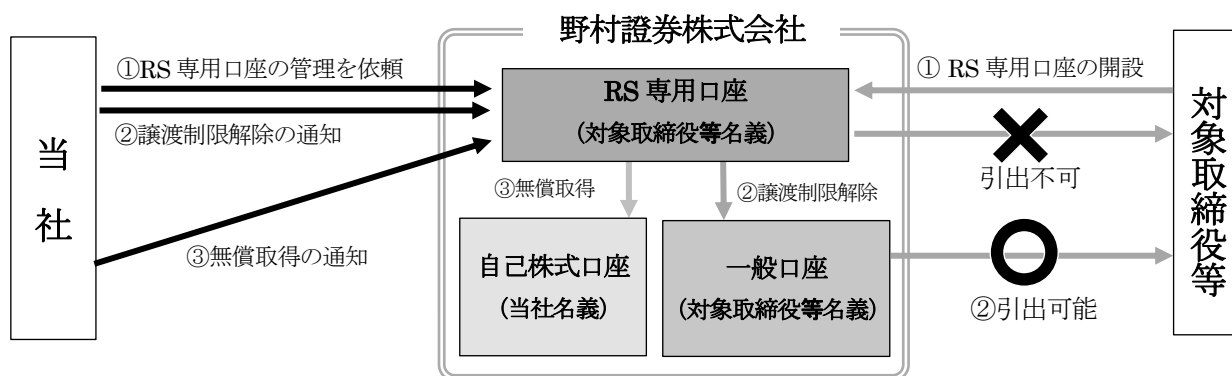 野村證券株式会社
当
社
①RS 専用口座の管理を依頼
②譲渡制限解除の通知
③無償取得の通知
RS 専用口座
(対象取締役等名義)
③無償取得
②譲渡制限解除
自己株式口座
(当社名義)
一般口座
(対象取締役等名義)
① RS 専用口座の開設
引出不可
②引出可能
対象取締役等